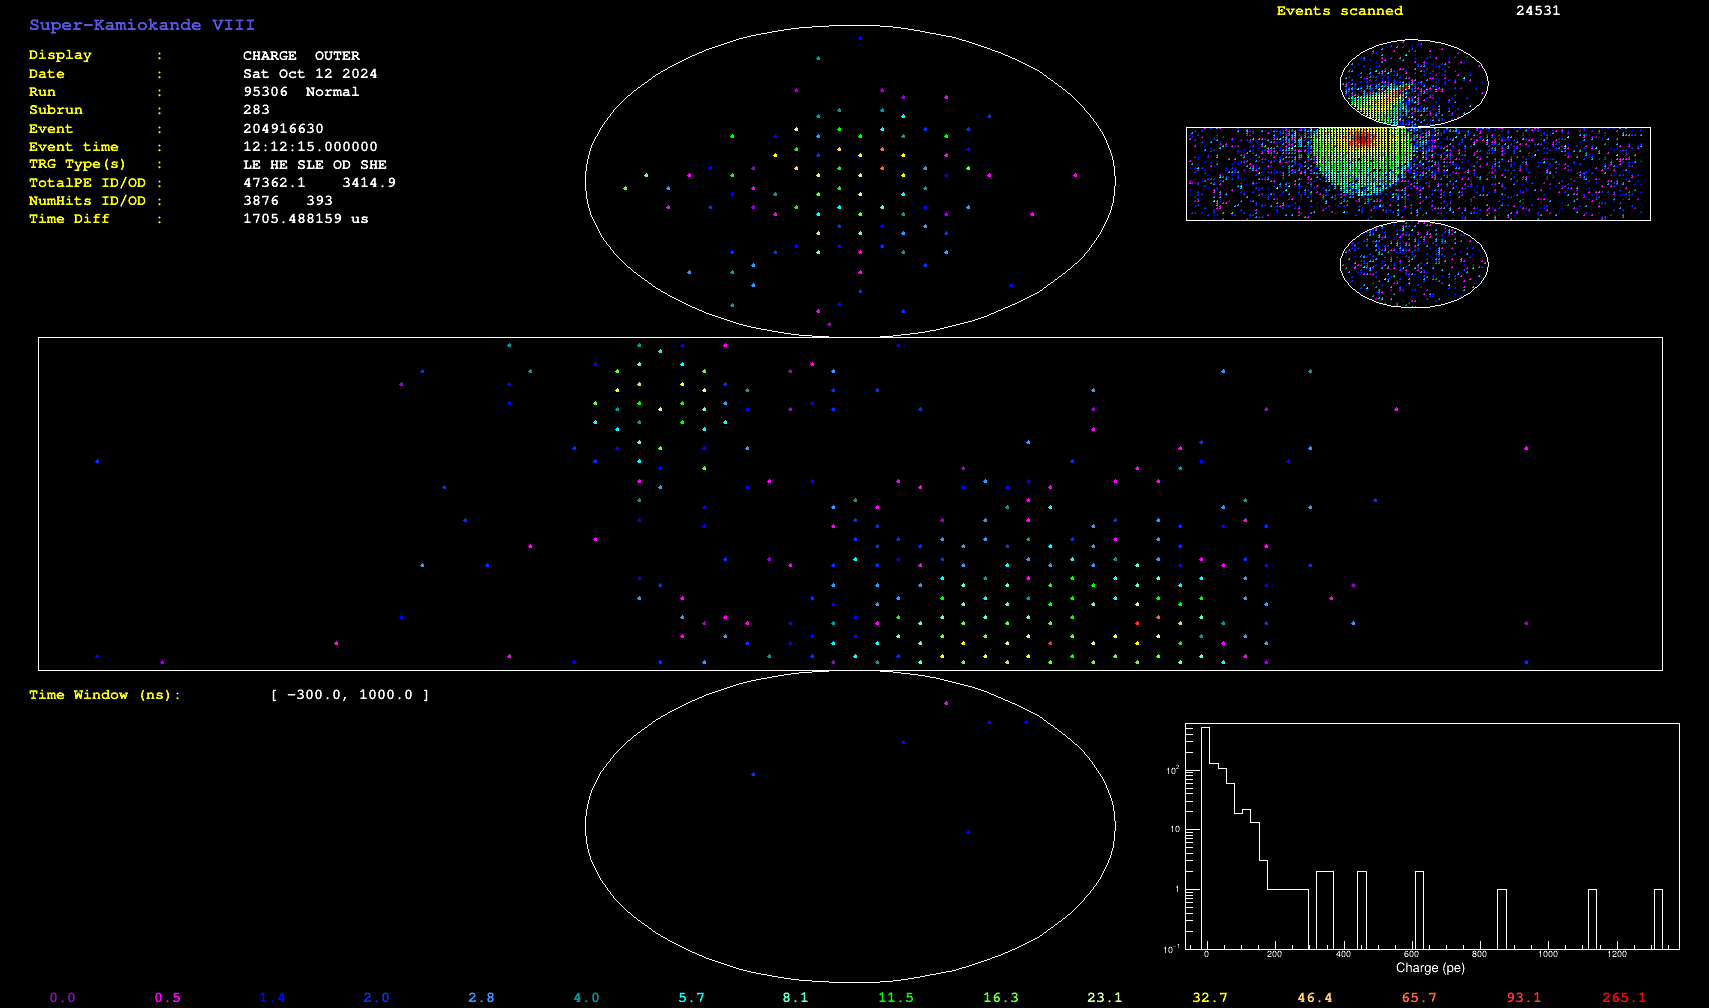 Super-Kamiokande VIII
Events scanned 24531
Display : CHARGE OUTER
Date : Sat Oct 12 2024
Run : 95306 Normal
Subrun : 283
Event : 204916630
Event time : 12:12:15.000000
TRG Type(s) : LE HE SLE OD SHE
TotalPE ID/OD : 47362.1 3414.9
NumHits ID/OD : 3876 393
Time Diff : 1705.488159 us
Time Window (ns): [ -300.0, 1000.0 ]
10²
10
1
10⁻¹
0 200 400 600 800 1000 1200
Charge (pe)
0.0 0.5 1.4 2.0 2.8 4.0 5.7 8.1 11.5 16.3 23.1 32.7 46.4 65.7 93.1 265.1